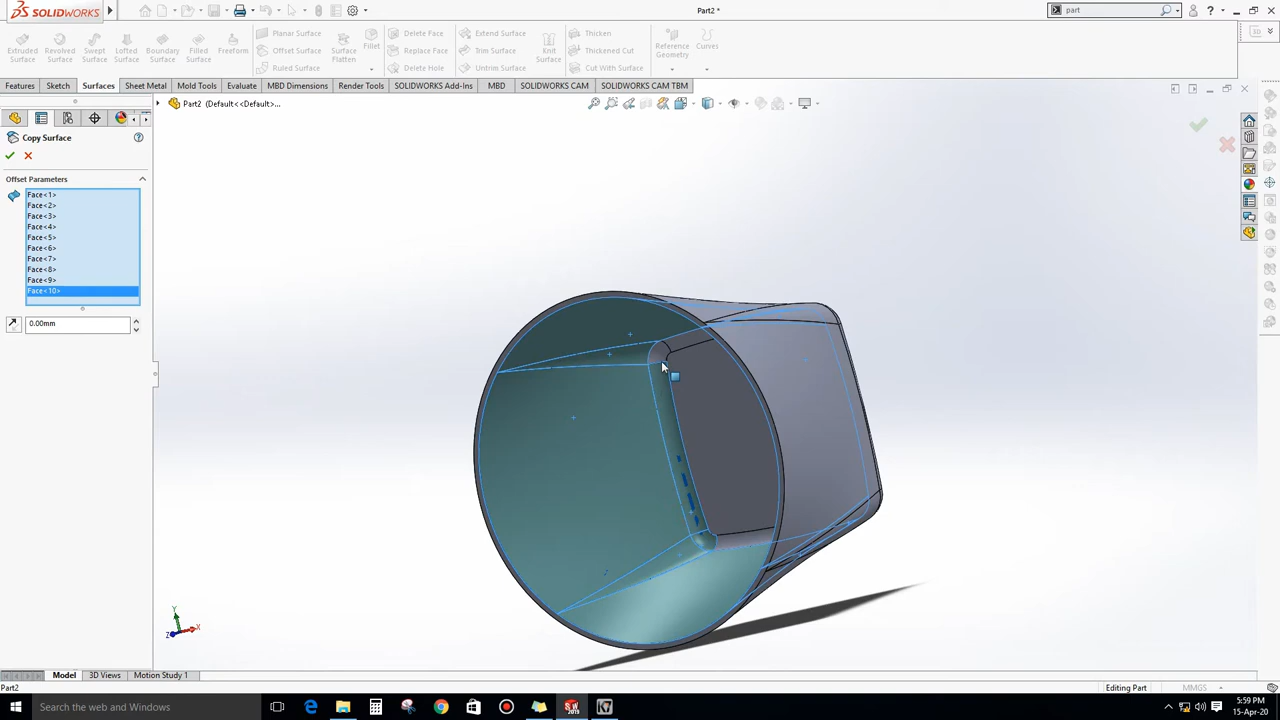 SOLIDWORKS
Part2 *
part
Extruded Surface
Revolved Surface
Swept Surface
Lofted Surface
Boundary Surface
Filled Surface
Freeform
Planar Surface
Offset Surface
Ruled Surface
Surface Flatten
Fillet
Delete Face
Replace Face
Delete Hole
Extend Surface
Trim Surface
Untrim Surface
Knit Surface
Thicken
Thickened Cut
Cut With Surface
Reference Geometry
Curves
Features Sketch Surfaces Sheet Metal Mold Tools Evaluate MBD Dimensions Render Tools SOLIDWORKS Add-Ins MBD SOLIDWORKS CAM SOLIDWORKS CAM TBM
Part2 (Default<<Default>...
Copy Surface
Offset Parameters
Face<1>
Face<2>
Face<3>
Face<4>
Face<5>
Face<6>
Face<7>
Face<8>
Face<9>
Face<10>
0.00mm
Y
X
Z
Model 3D Views Motion Study 1
Part2 Editing Part MMGS
Search the web and Windows
5:59 PM
15-Apr-20